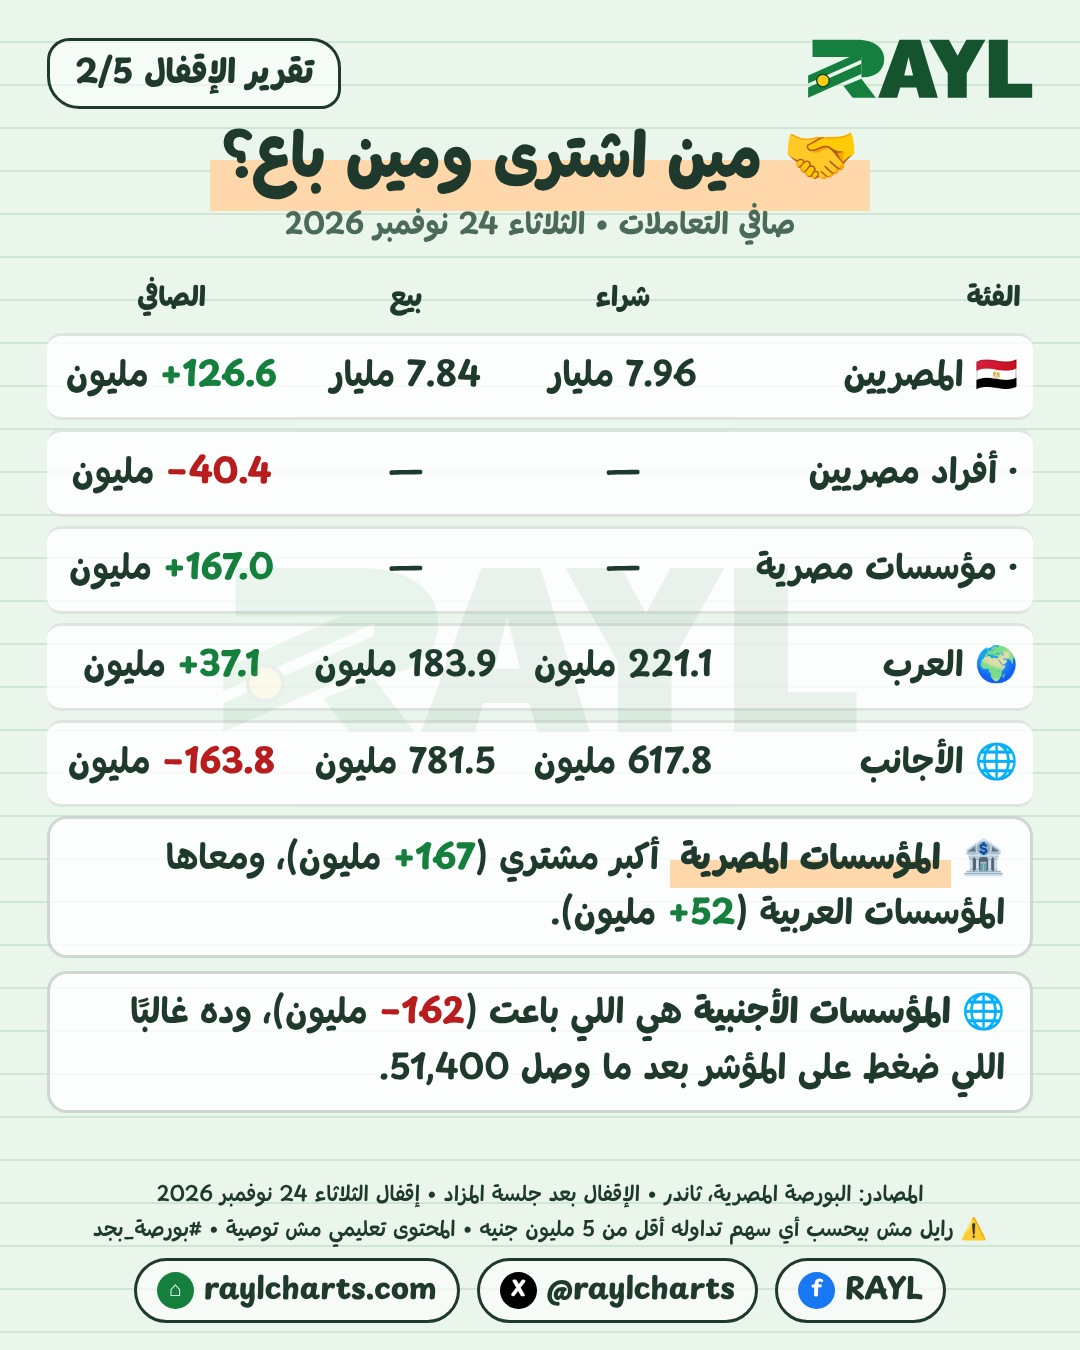 RAYL
تقرير الإقفال 2/5
🤝 مين اشترى ومين باع؟
صافي التعاملات • الثلاثاء 24 نوفمبر 2026
الفئة شراء بيع الصافي
🇪🇬 المصريين 7.96 مليار 7.84 مليار +126.6 مليون
· أفراد مصريين — — −40.4 مليون
· مؤسسات مصرية — — +167.0 مليون
🌍 العرب 221.1 مليون 183.9 مليون +37.1 مليون
🌐 الأجانب 617.8 مليون 781.5 مليون −163.8 مليون
RAYL
🏦 المؤسسات المصرية أكبر مشتري (+167 مليون)، ومعاها
المؤسسات العربية (+52 مليون).
🌐 المؤسسات الأجنبية هي اللي باعت (−162 مليون)، وده غالبًا
اللي ضغط على المؤشر بعد ما وصل 51,400.
المصادر: البورصة المصرية، ثاندر • الإقفال بعد جلسة المزاد • إقفال الثلاثاء 24 نوفمبر 2026
⚠️ رايل مش بيحسب أي سهم تداوله أقل من 5 مليون جنيه • المحتوى تعليمي مش توصية • #بورصة_بجد
f RAYL
X @raylcharts
⌂ raylcharts.com